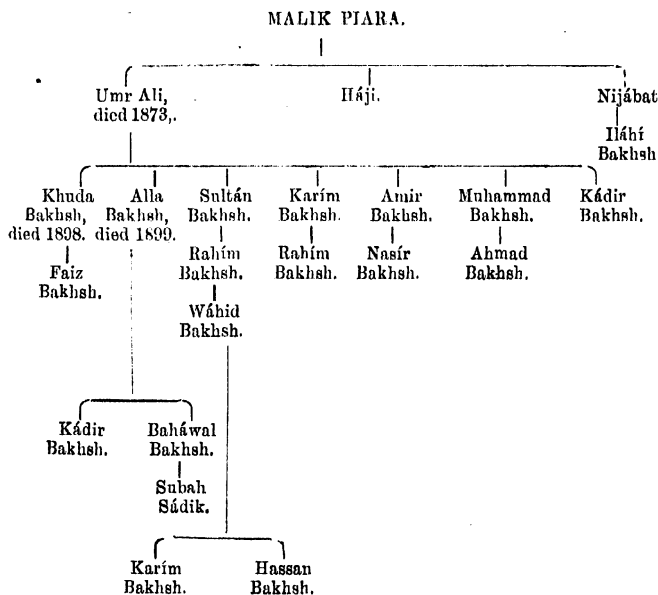 MALIK PIARA.
Umr Ali,
died 1873,.
Háji.
Nijábat
Iláhí
Bakhsh
Khuda
Bakhsh,
died 1898.
Alla
Bakhsh,
died 1899.
Sultán
Bakhsh.
Karím
Bakhsh.
Amir
Bakhsh.
Muhammad
Bakhsh.
Kádir
Bakhsh.
Faiz
Bakhsh.
Rahím
Bakhsh.
Rahím
Bakhsh.
Nasír
Bakhsh.
Ahmad
Bakhsh.
Wáhid
Bakhsh.
Kádir
Bakhsh.
Baháwal
Bakhsh.
Subah
Sádik.
Karím
Bakhsh.
Hassan
Bakhsh.